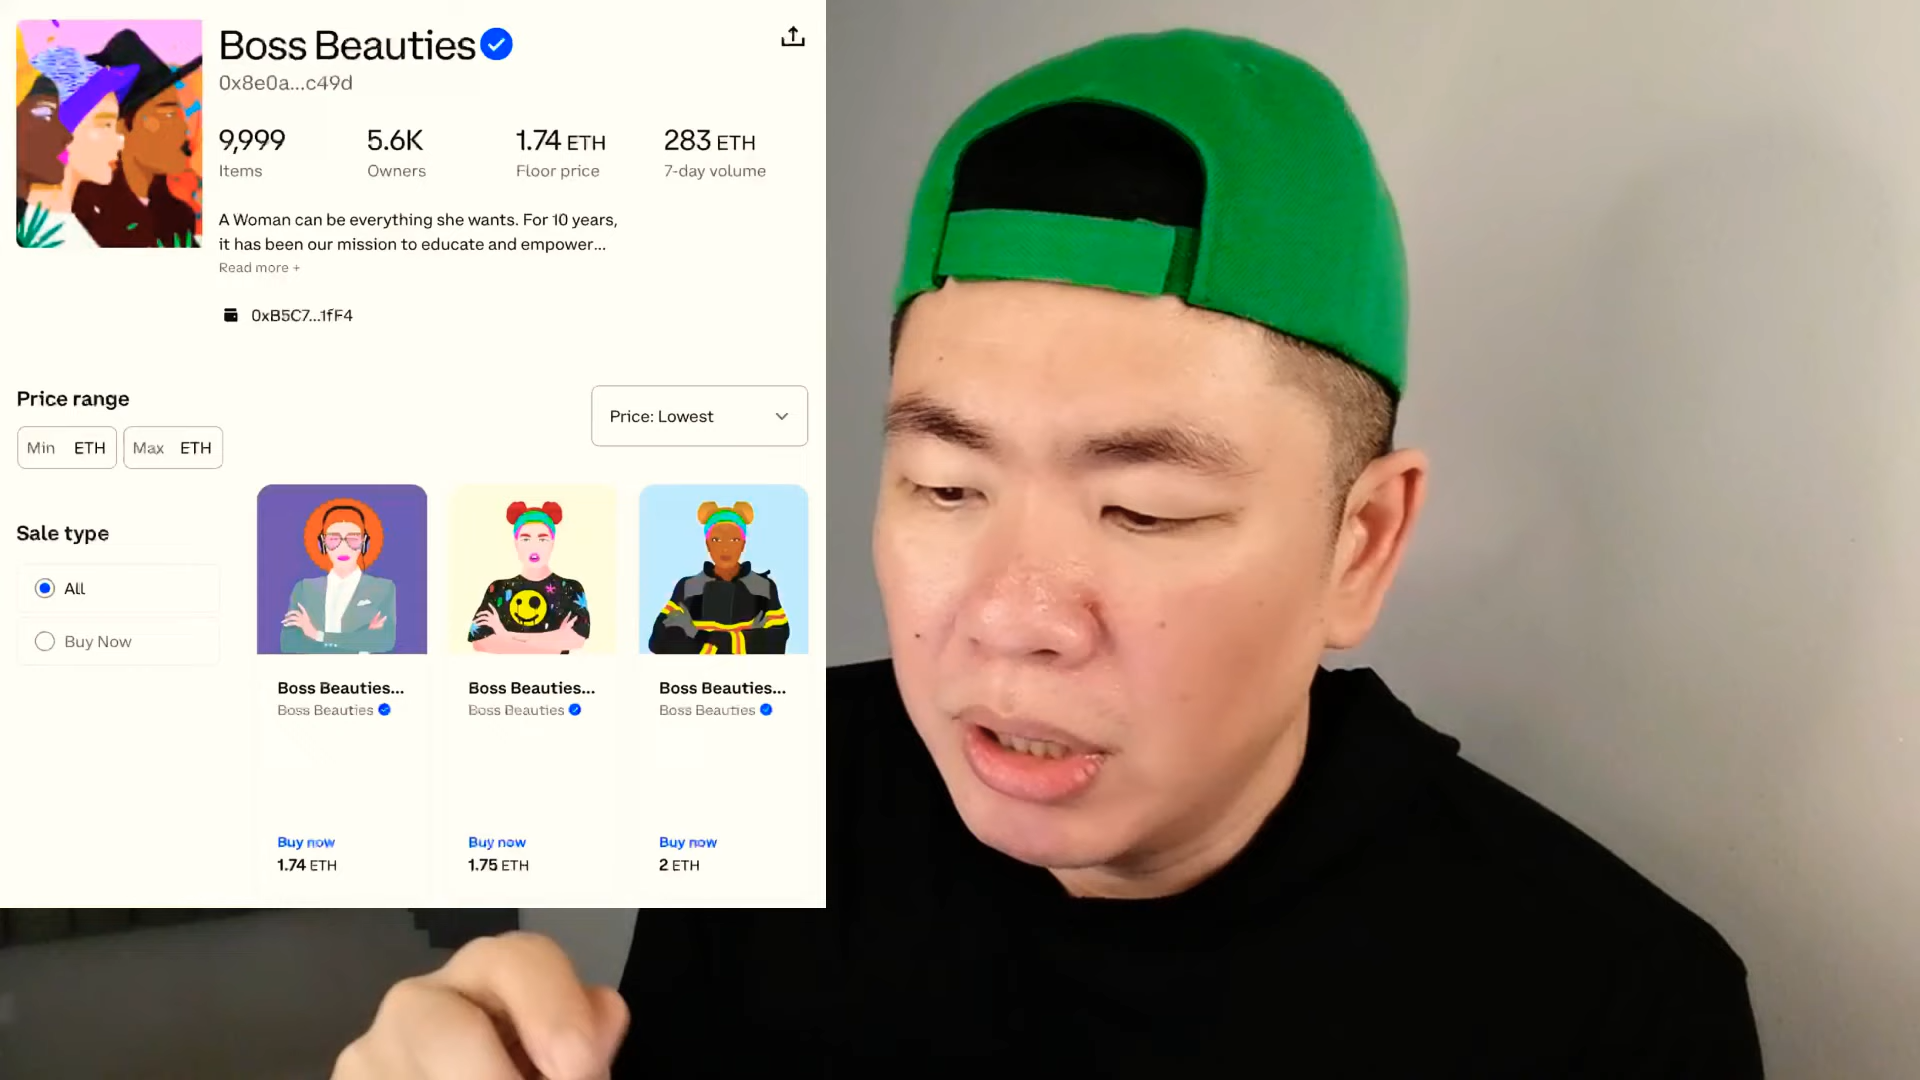 Boss Beauties
0x8e0a...c49d
9,999 5.6K 1.74 ETH 283 ETH
Items Owners Floor price 7-day volume
A Woman can be everything she wants. For 10 years,
it has been our mission to educate and empower...
Read more +
0xB5C7...1fF4
Price range
Min ETH Max ETH
Price: Lowest
Sale type
All
Buy Now
Boss Beauties... Boss Beauties... Boss Beauties...
Boss Beauties Boss Beauties Boss Beauties
Buy now Buy now Buy now
1.74 ETH 1.75 ETH 2 ETH